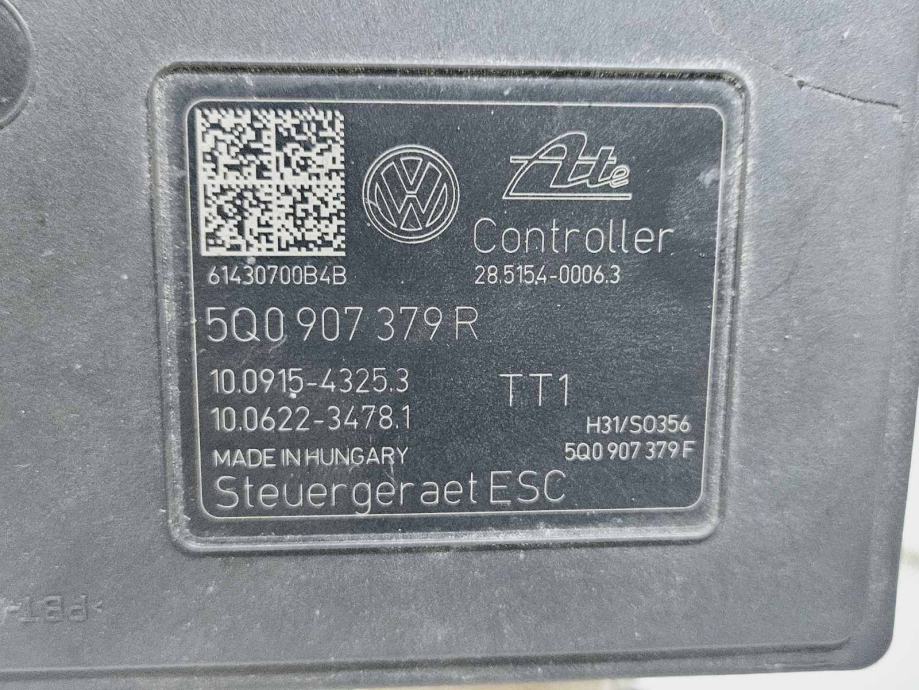 Ate
Controller
61430700B4B
28.5154-0006.3
5Q0 907 379 R
10.0915-4325.3
TT1
10.0622-3478.1
H31/S0356
MADE IN HUNGARY
5Q0 907 379 F
Steuergeraet ESC